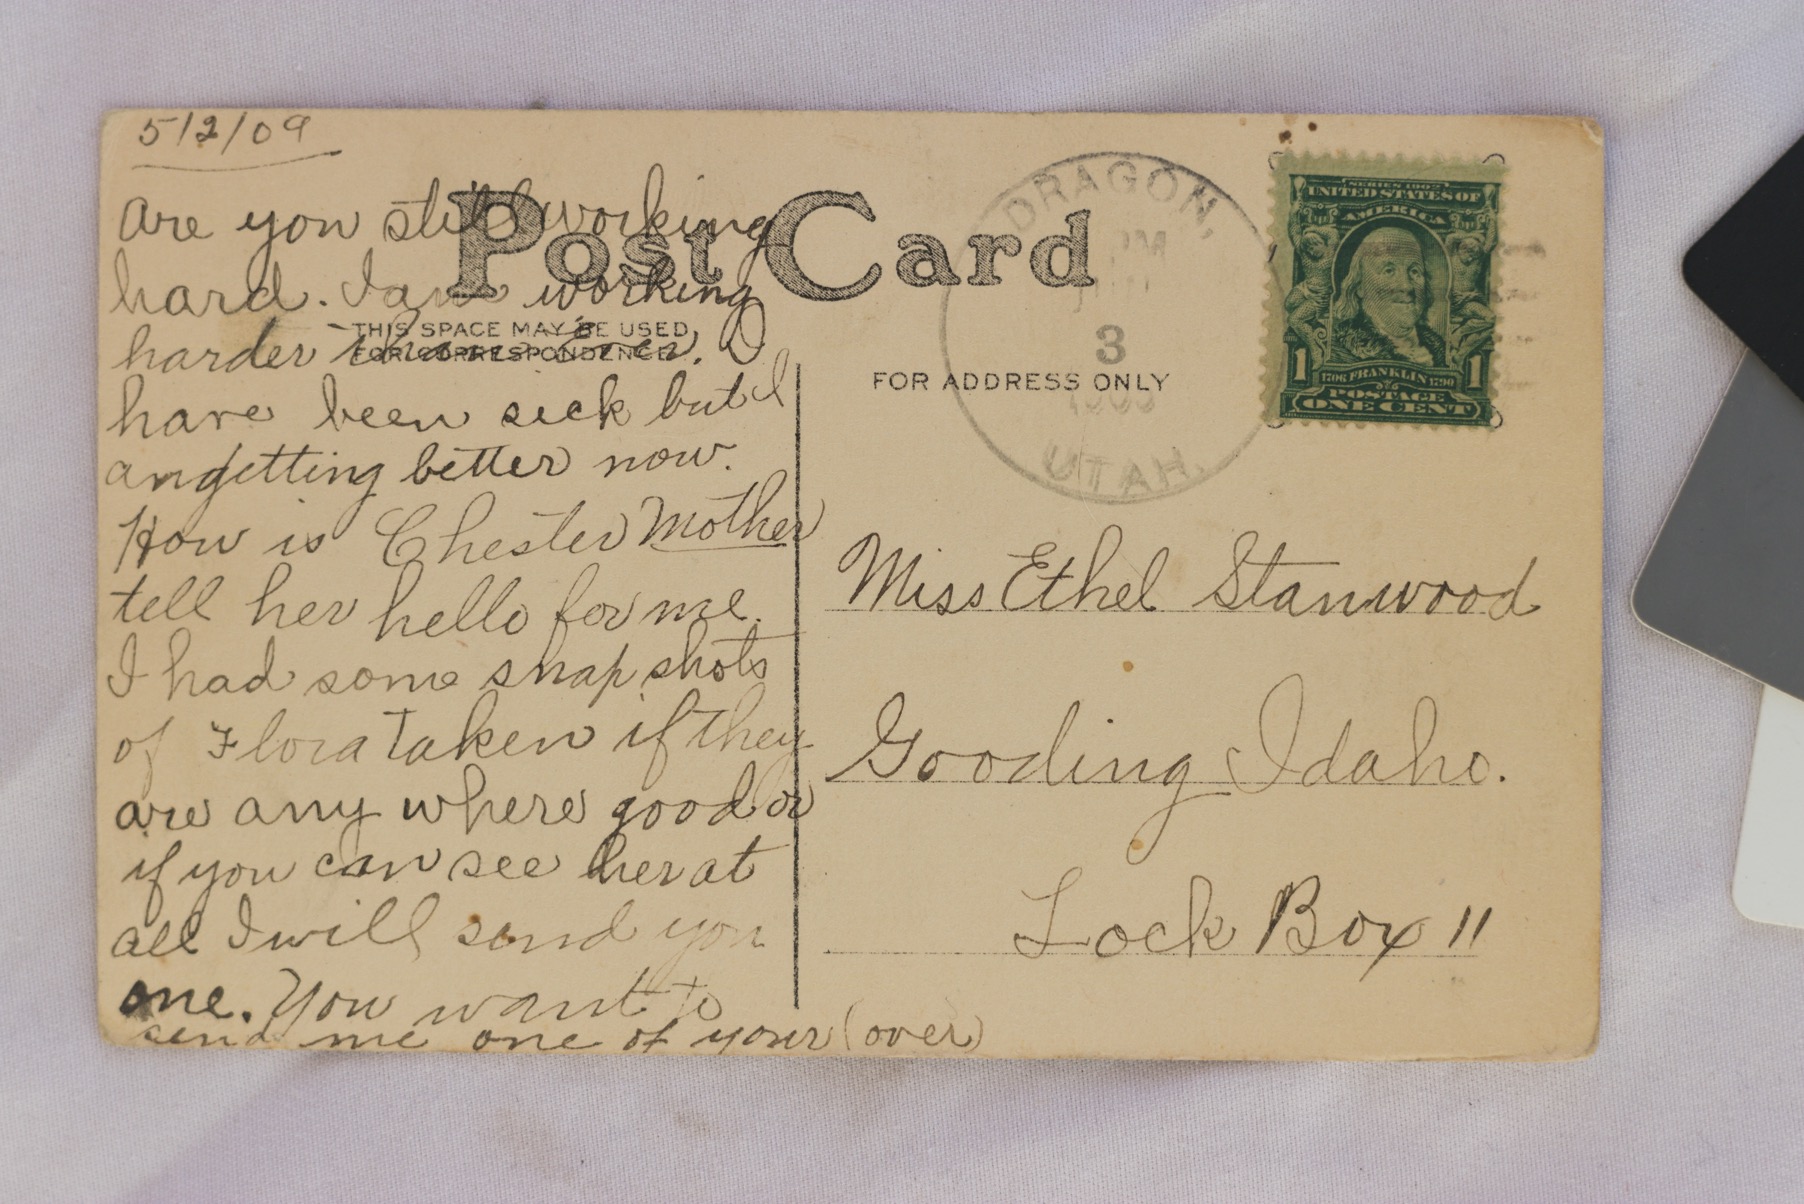 5/2/09
Are you still working
hard. I am working
harder than ever. I
have been sick but I
am getting better now.
How is Chester Mother
tell her hello for me.
I had some snap shots
of Flora taken if they
are any where good or
if you can see her at
all I will send you
one. You want to
send me one of your (over)
Post Card
THIS SPACE MAY BE USED
FOR CORRESPONDENCE
FOR ADDRESS ONLY
DRAGON,
PM
3
UTAH.
SERIES 1902
UNITED STATES OF
AMERICA
1 1706 FRANKLIN 1790 1
POSTAGE
ONE CENT
Miss Ethel Stanwood
Gooding Idaho.
Lock Box 11